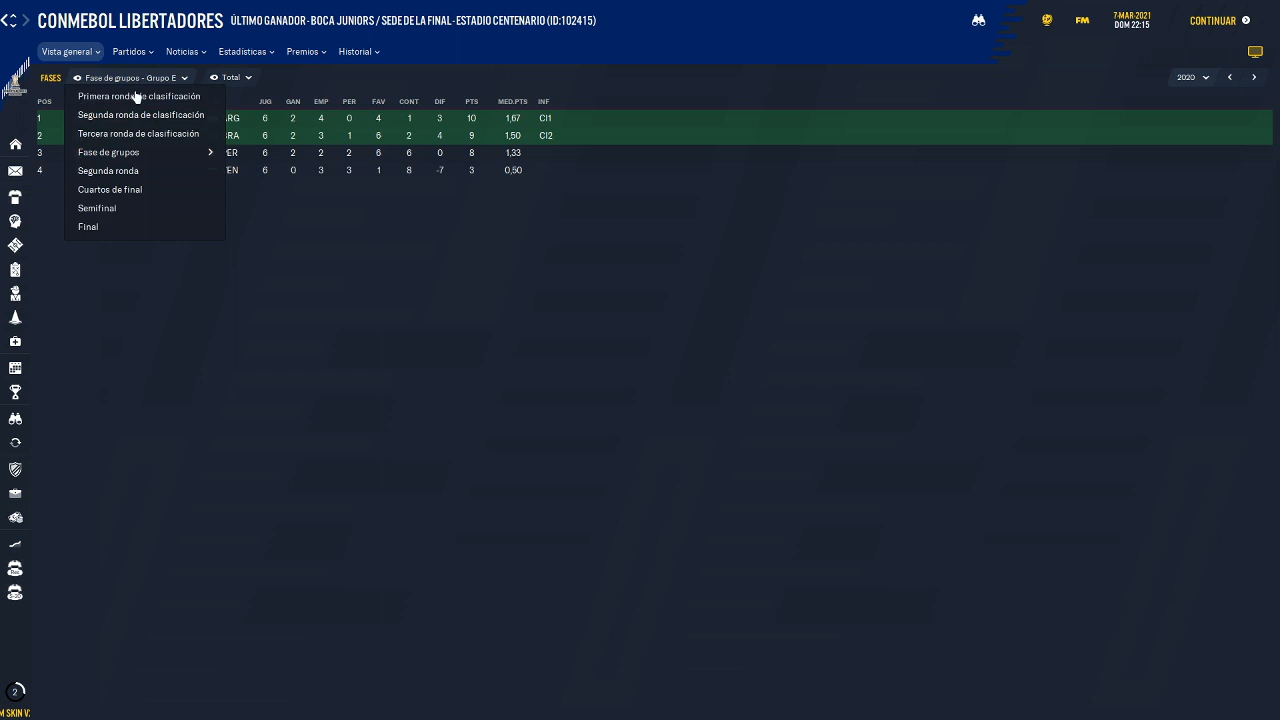 CONMEBOL LIBERTADORES ÚLTIMO GANADOR- BOCA JUNIORS / SEDE DE LA FINAL- ESTADIO CENTENARIO (ID:102415)
FM 7-MAR-2021 DOM 22:15 CONTINUAR
Vista general Partidos Noticias Estadísticas Premios Historial
FASES Fase de grupos - Grupo E Total 2020
POS JUG GAN EMP PER FAV CONT DIF PTS MED.PTS INF
1 ARG 6 2 4 0 4 1 3 10 1,67 CI1
2 BRA 6 2 3 1 6 2 4 9 1,50 CI2
3 PER 6 2 2 2 6 6 0 8 1,33
4 VEN 6 0 3 3 1 8 -7 3 0,50
Primera ronda de clasificación
Segunda ronda de clasificación
Tercera ronda de clasificación
Fase de grupos
Segunda ronda
Cuartos de final
Semifinal
Final
2
M SKIN V: